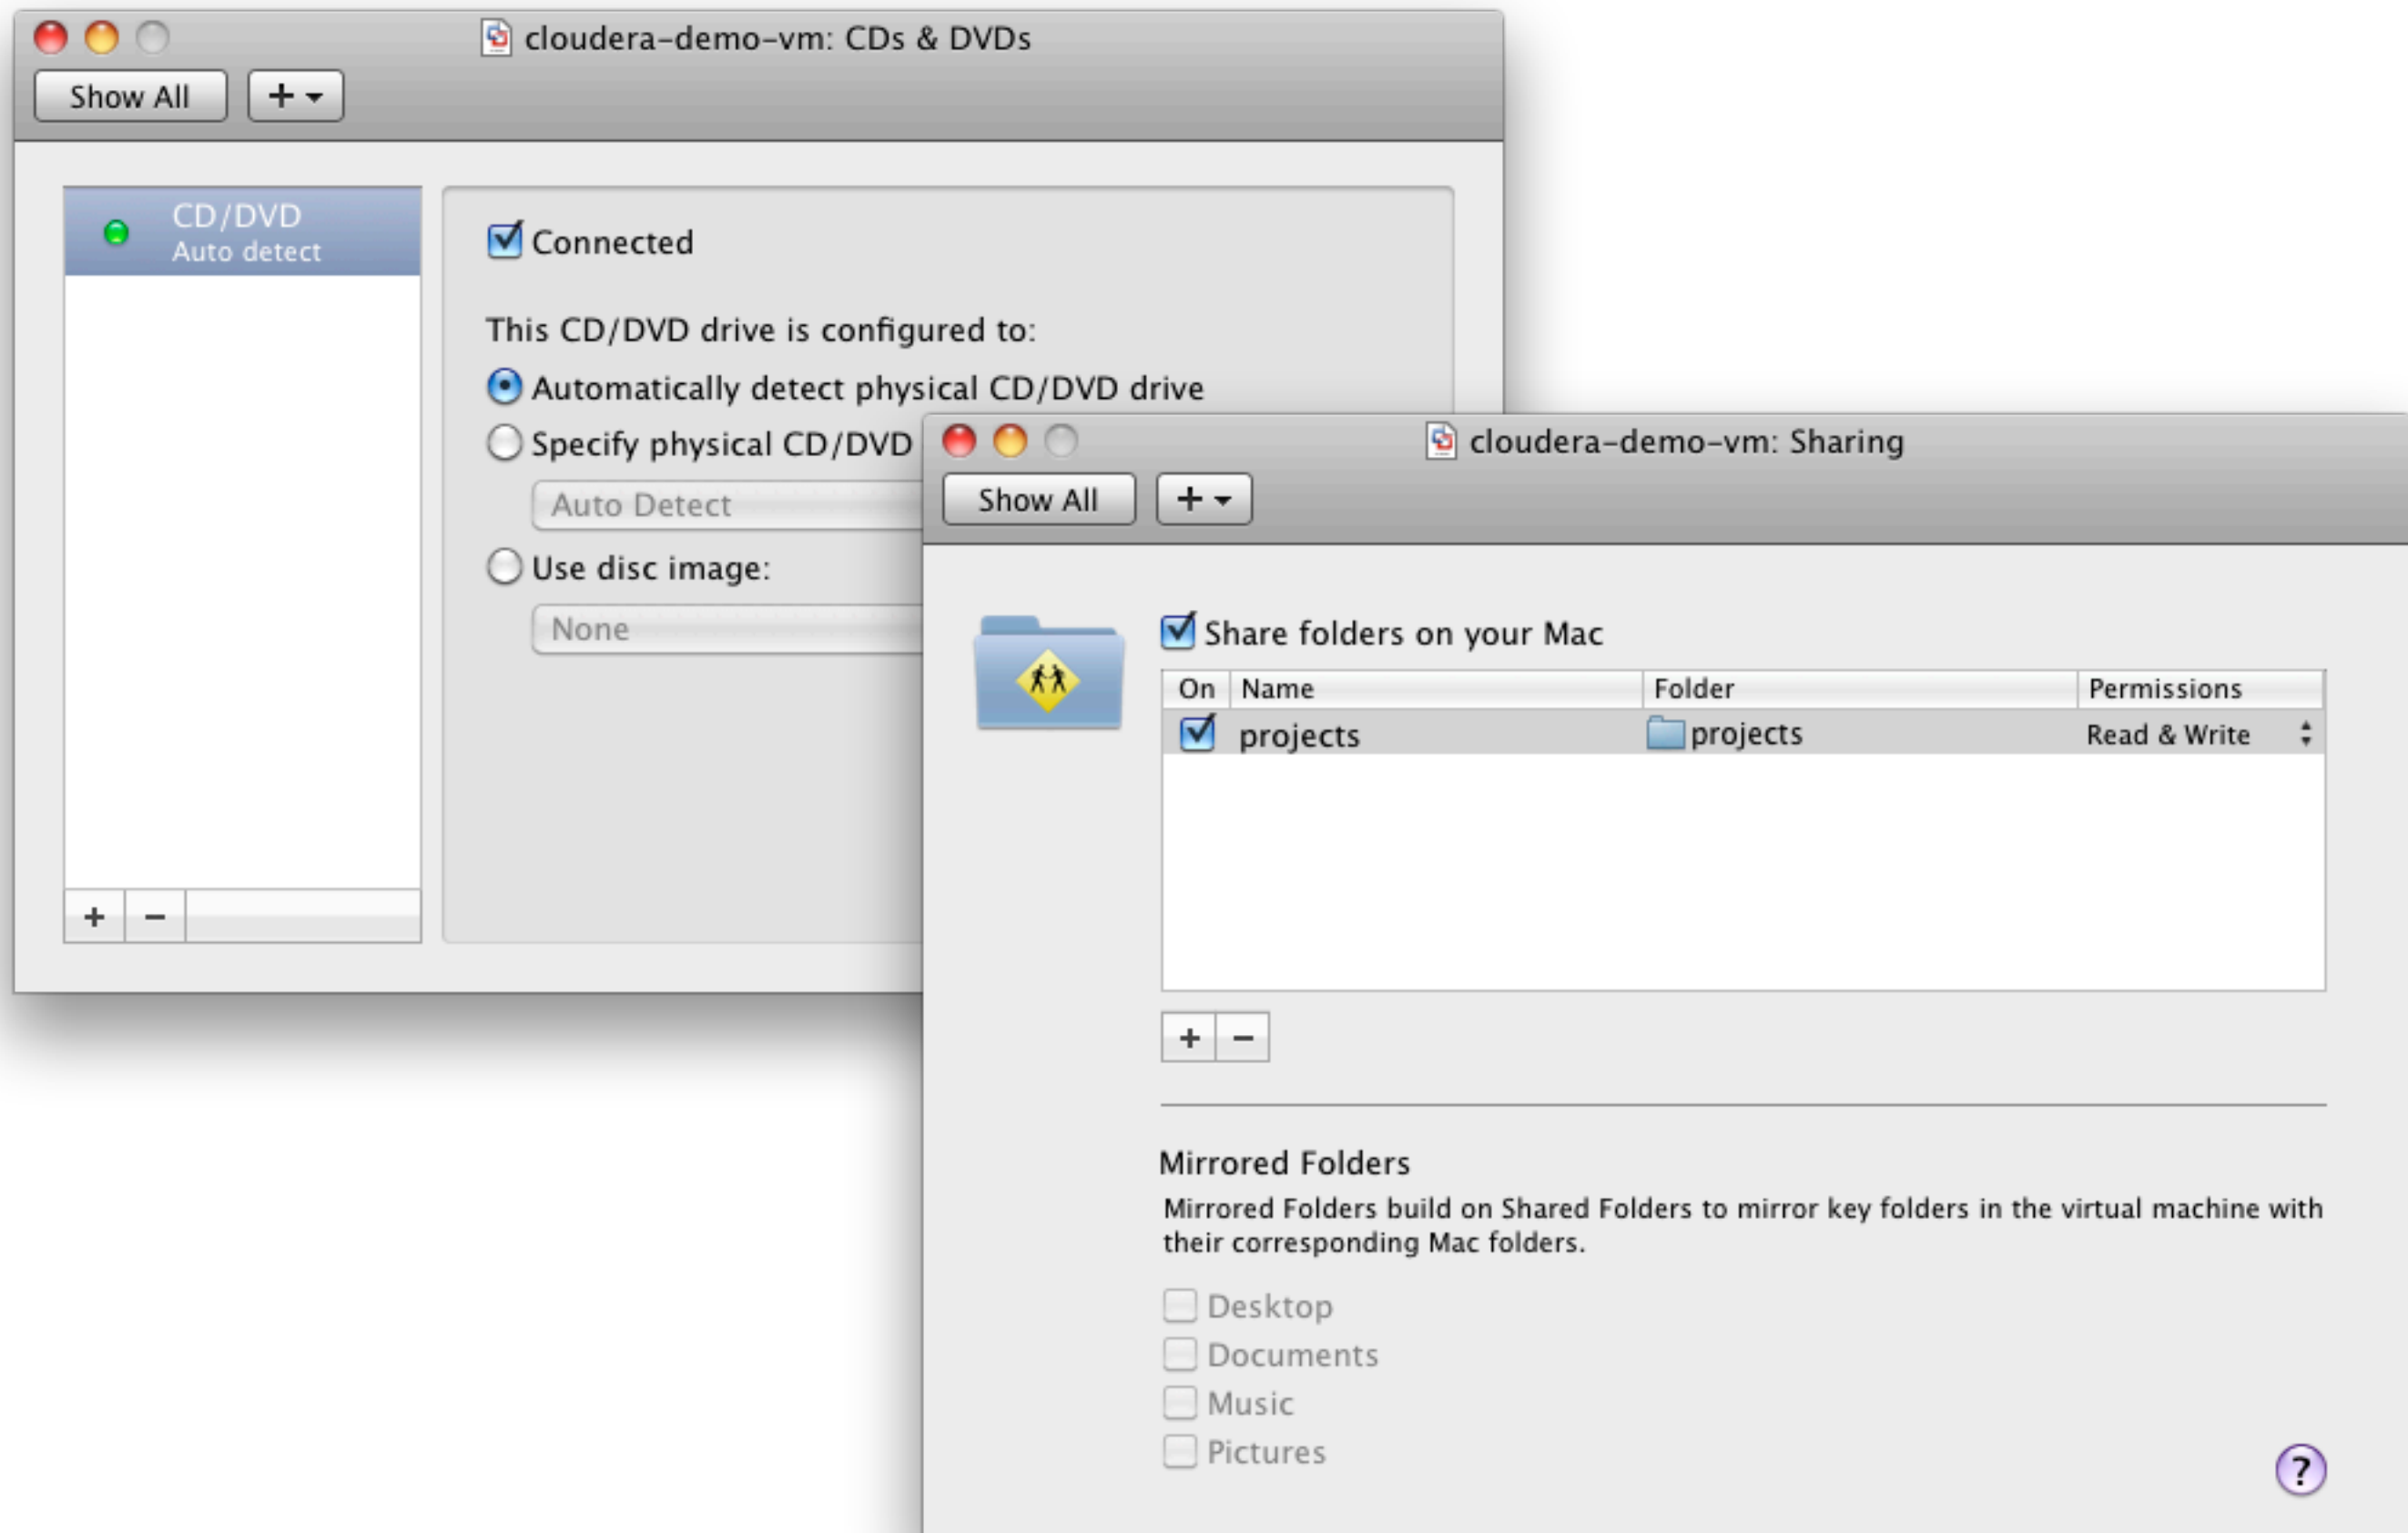 cloudera-demo-vm: CDs & DVDs
Show All
CD/DVD
Auto detect
Connected
This CD/DVD drive is configured to:
Automatically detect physical CD/DVD drive
Specify physical CD/DVD
Auto Detect
Use disc image:
None
cloudera-demo-vm: Sharing
Show All
Share folders on your Mac
On Name Folder Permissions
projects projects Read & Write
Mirrored Folders
Mirrored Folders build on Shared Folders to mirror key folders in the virtual machine with
their corresponding Mac folders.
Desktop
Documents
Music
Pictures
?